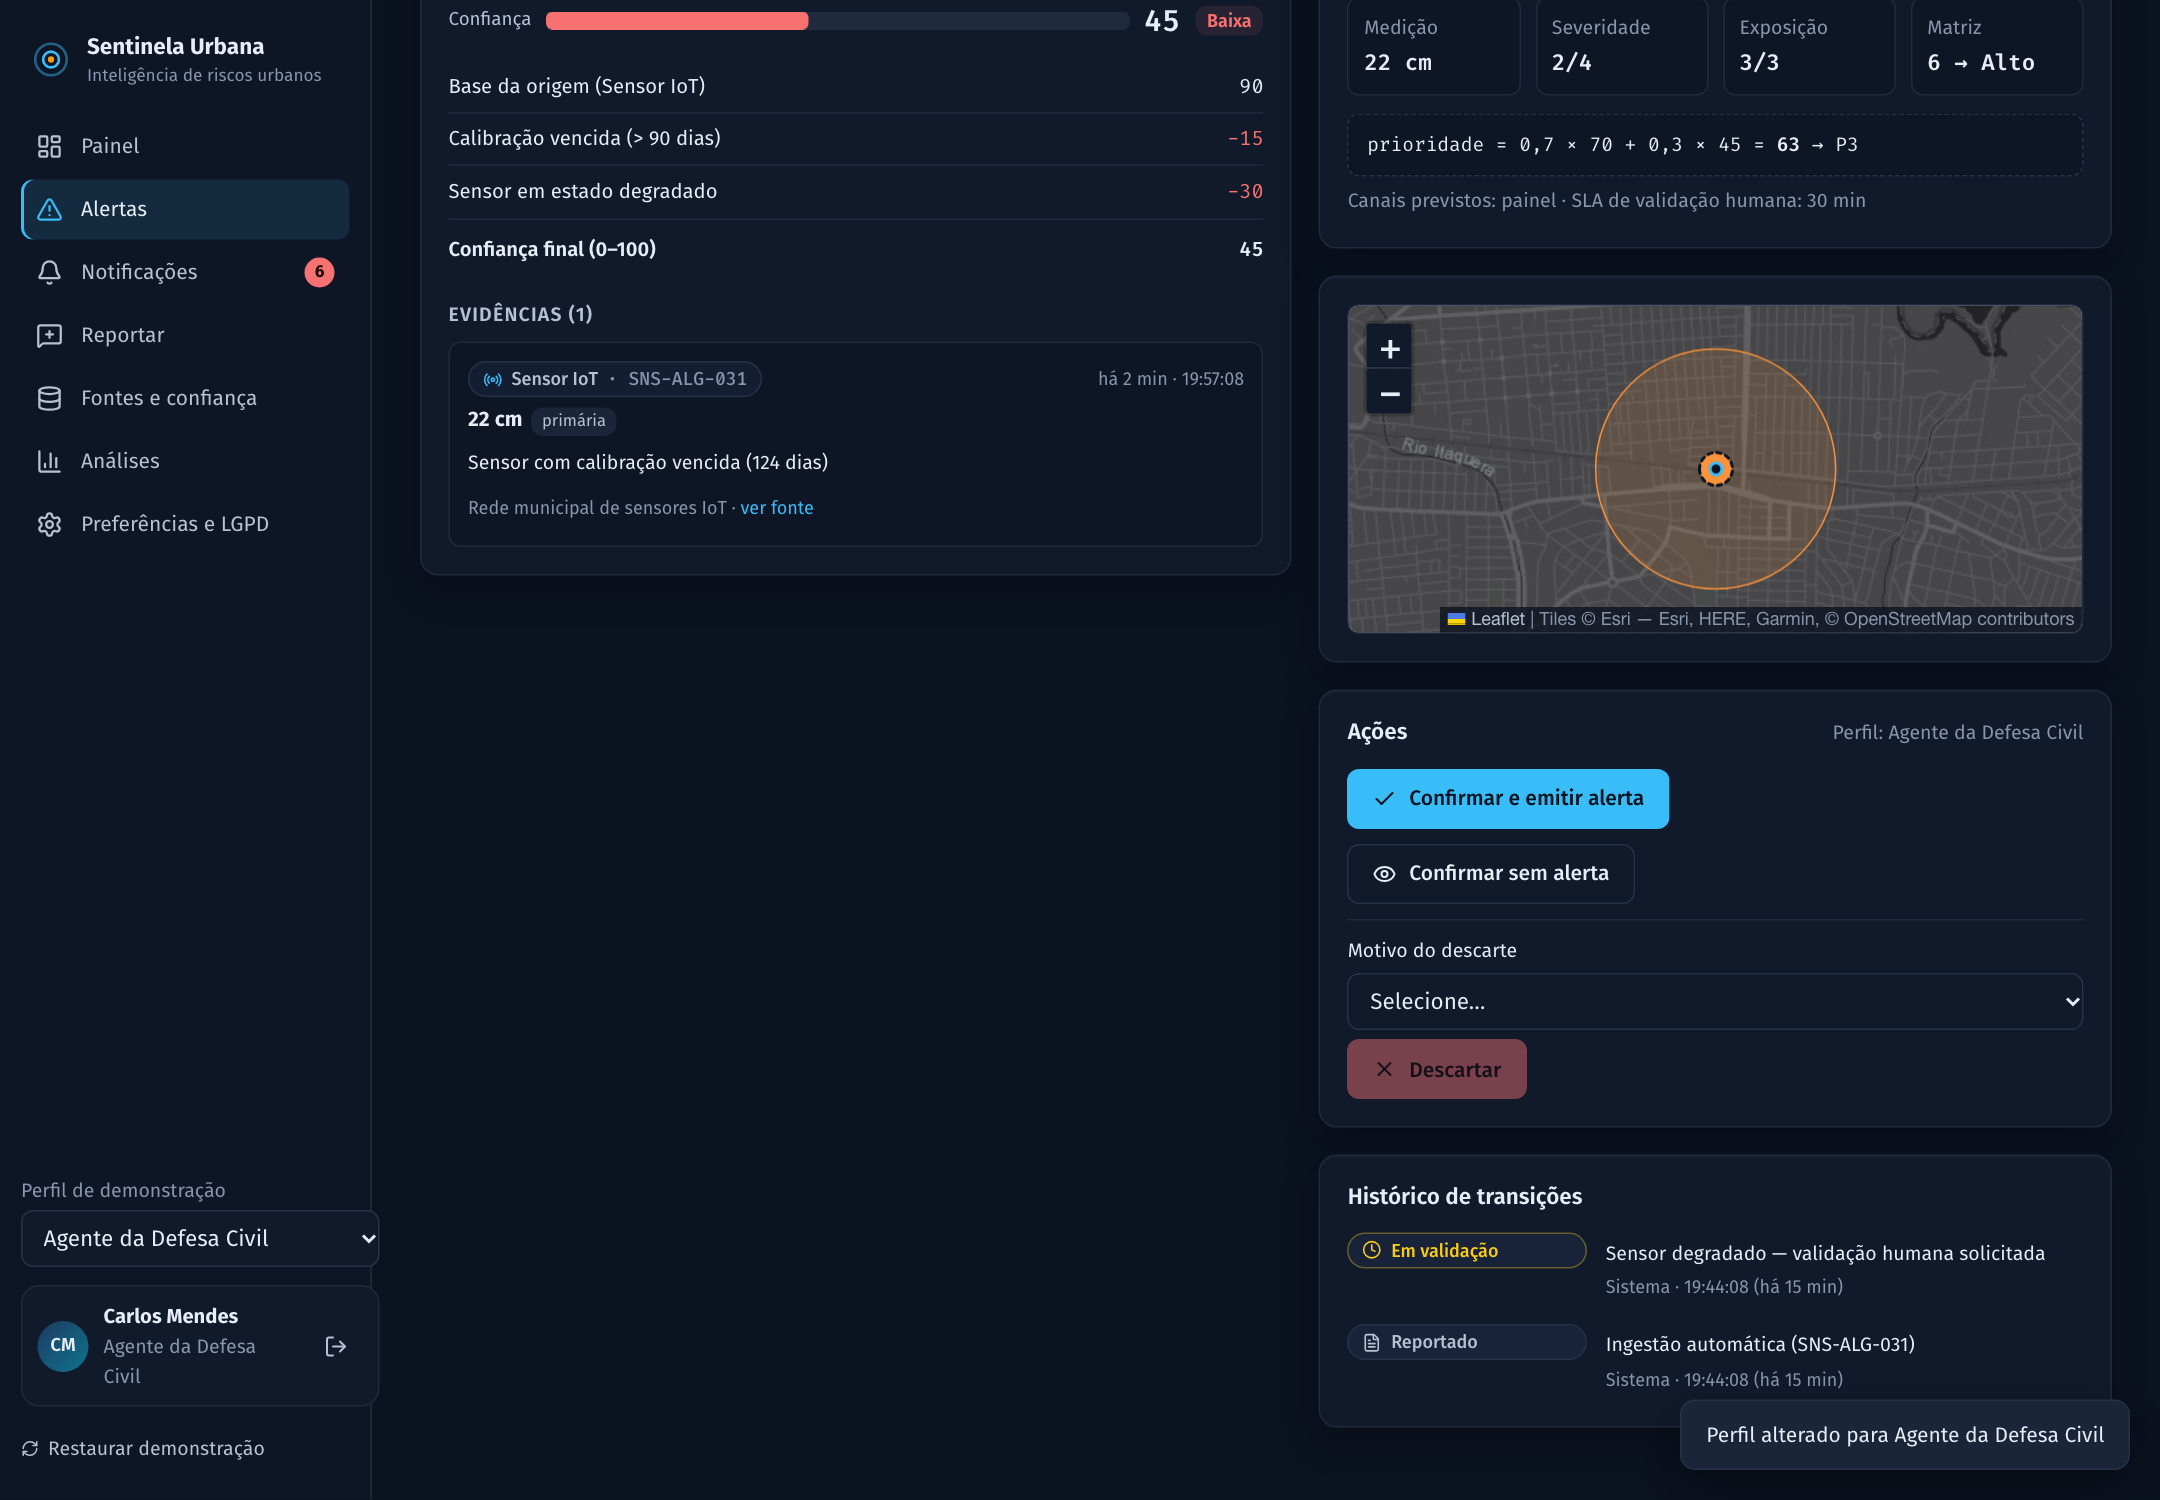 Sentinela Urbana
Inteligência de riscos urbanos
Painel
Alertas
Notificações 6
Reportar
Fontes e confiança
Análises
Preferências e LGPD
Perfil de demonstração
Agente da Defesa Civil
CM
Carlos Mendes
Agente da Defesa
Civil
Restaurar demonstração
Confiança 45 Baixa
Base da origem (Sensor IoT) 90
Calibração vencida (> 90 dias) -15
Sensor em estado degradado -30
Confiança final (0–100) 45
EVIDÊNCIAS (1)
Sensor IoT · SNS-ALG-031 há 2 min · 19:57:08
22 cm primária
Sensor com calibração vencida (124 dias)
Rede municipal de sensores IoT · ver fonte
Medição
22 cm
Severidade
2/4
Exposição
3/3
Matriz
6 → Alto
prioridade = 0,7 × 70 + 0,3 × 45 = 63 → P3
Canais previstos: painel · SLA de validação humana: 30 min
+
−
Rio Itaquera
Leaflet | Tiles © Esri — Esri, HERE, Garmin, © OpenStreetMap contributors
Ações Perfil: Agente da Defesa Civil
Confirmar e emitir alerta
Confirmar sem alerta
Motivo do descarte
Selecione...
Descartar
Histórico de transições
Em validação Sensor degradado — validação humana solicitada
Sistema · 19:44:08 (há 15 min)
Reportado Ingestão automática (SNS-ALG-031)
Sistema · 19:44:08 (há 15 min)
Perfil alterado para Agente da Defesa Civil